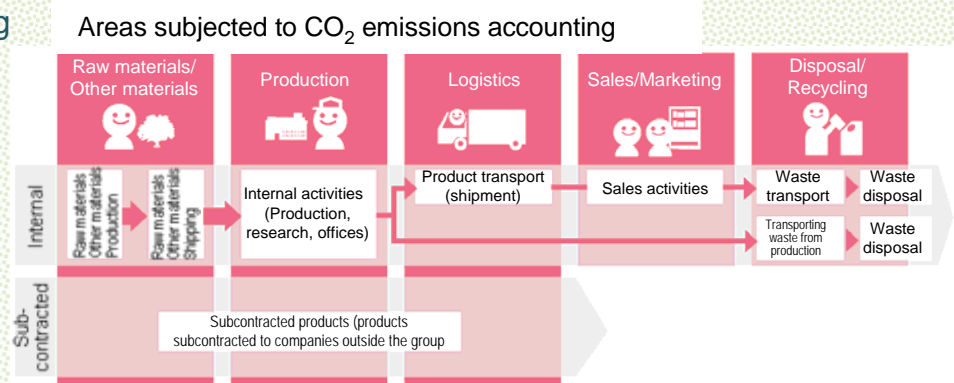 g
Areas subjected to CO₂ emissions accounting
Raw materials/
Other materials
Production
Logistics
Sales/Marketing
Disposal/
Recycling
Internal
Raw materials
Other materials
Production
Raw materials
Other materials
Shipping
Internal activities
(Production,
research, offices)
Product transport
(shipment)
Sales activities
Waste
transport
Waste
disposal
Transporting
waste from
production
Waste
disposal
Sub-
contracted
Subcontracted products (products
subcontracted to companies outside the group